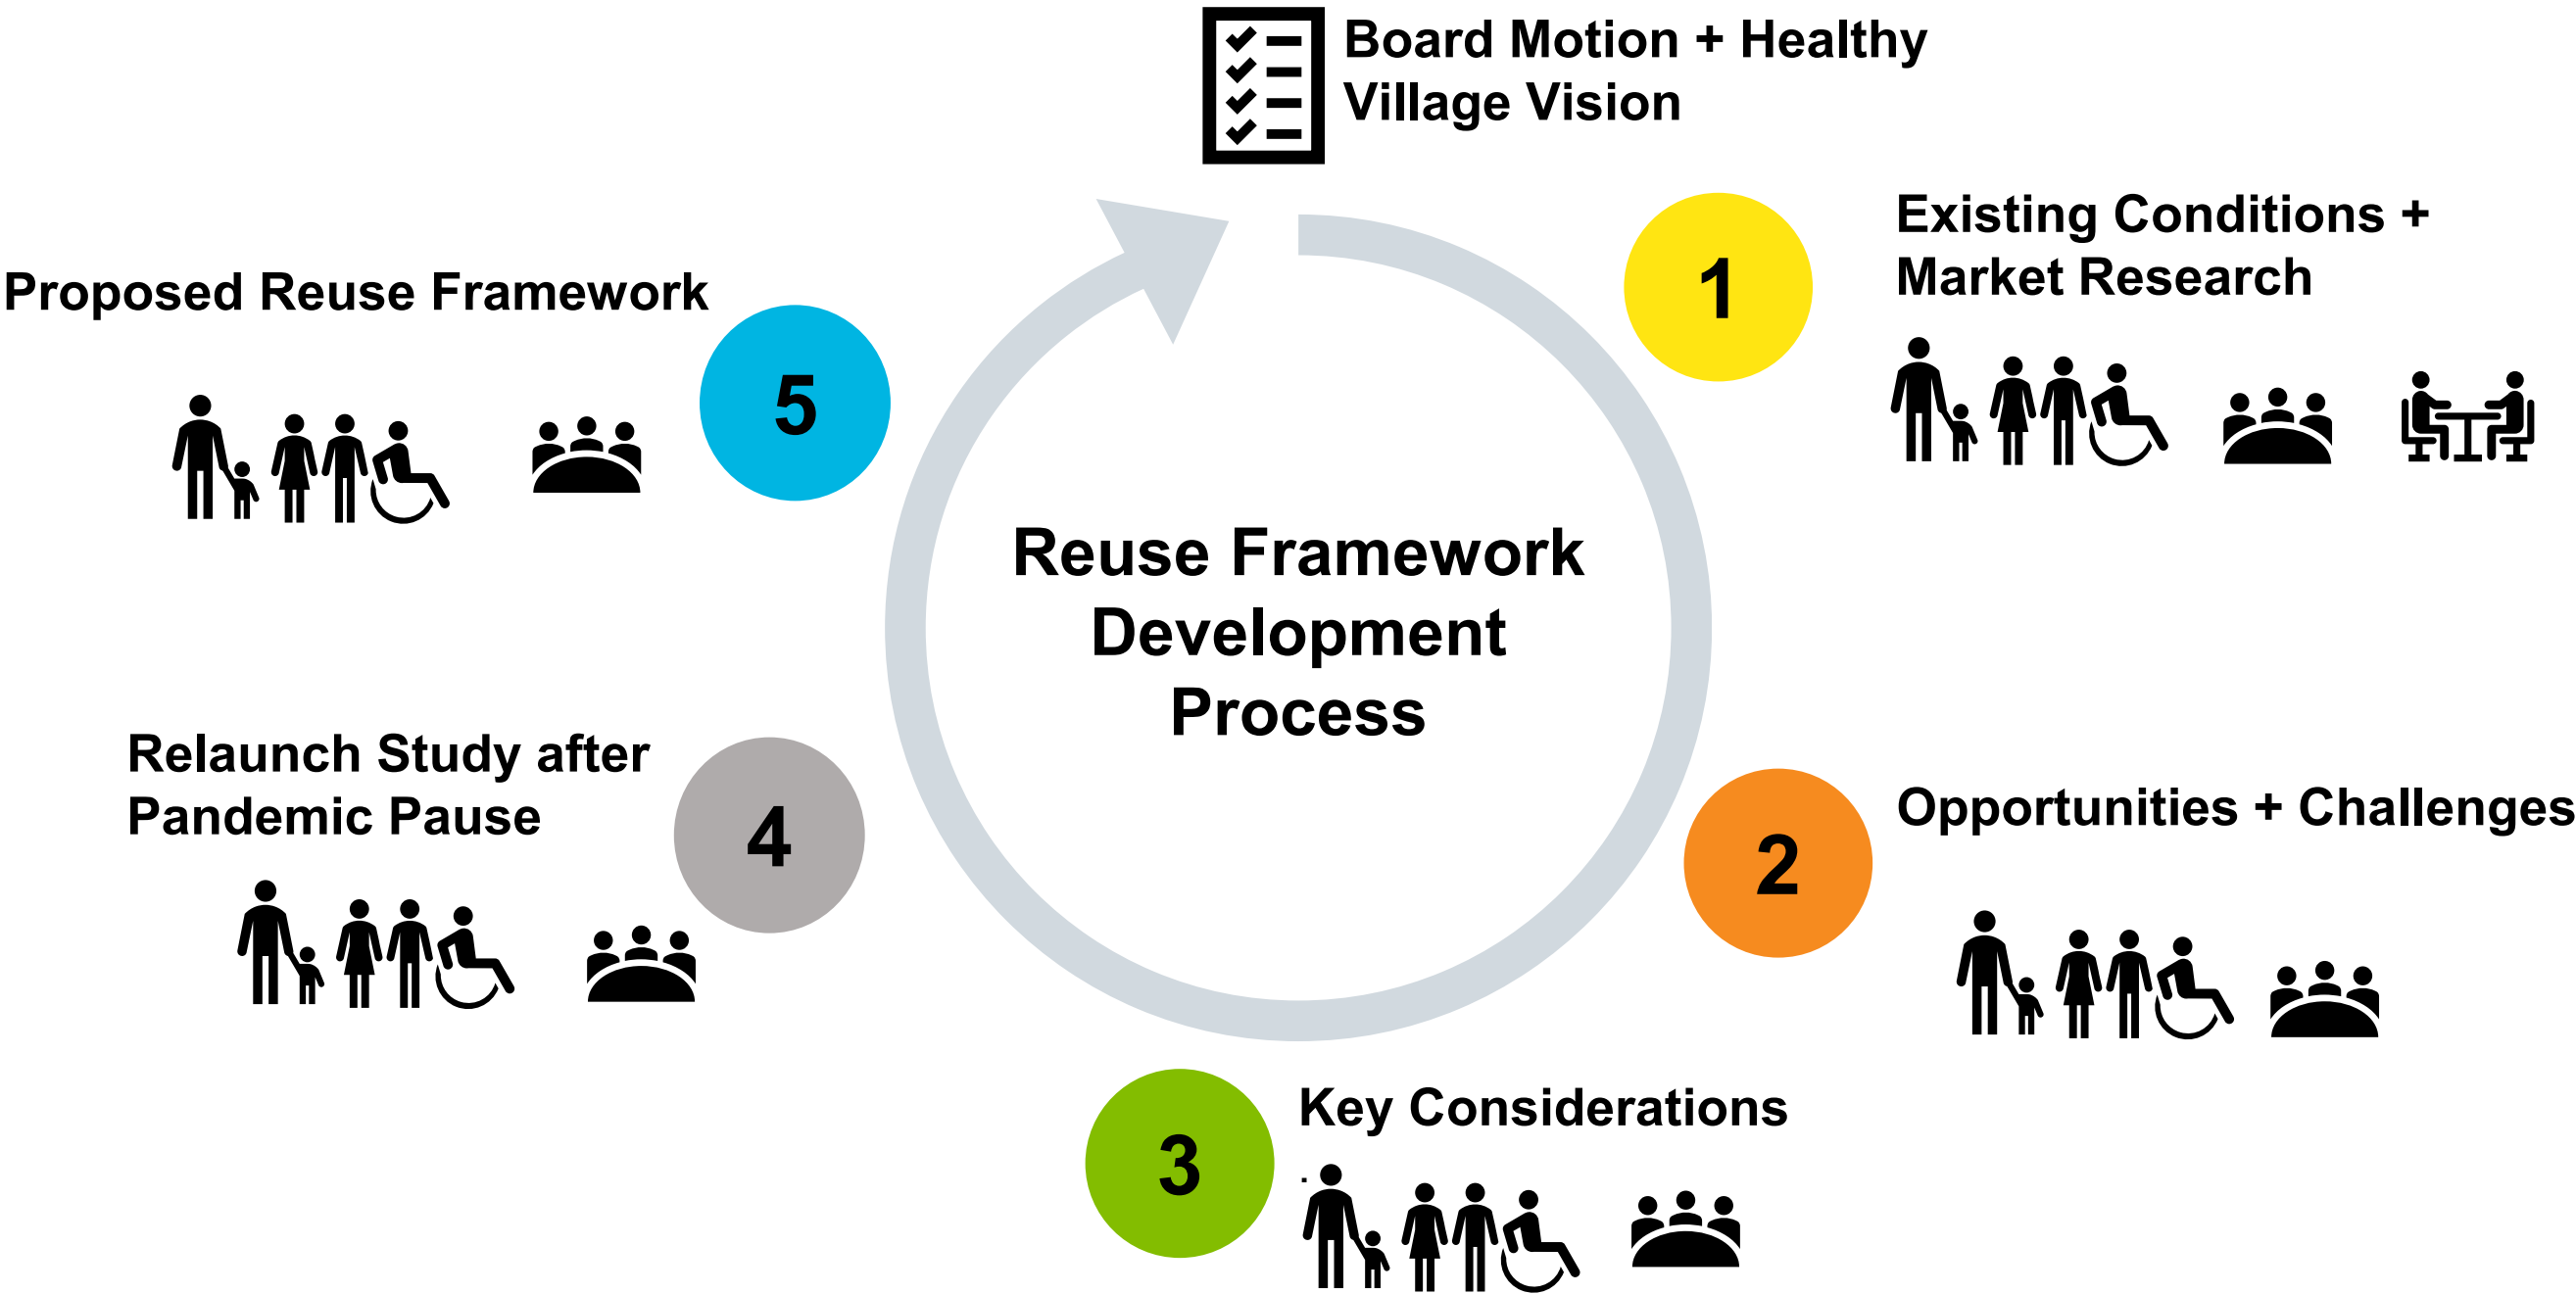 Board Motion + Healthy
Village Vision
1
Existing Conditions +
Market Research
2
Opportunities + Challenges
3
Key Considerations
.
4
Relaunch Study after
Pandemic Pause
5
Proposed Reuse Framework
Reuse Framework
Development
Process